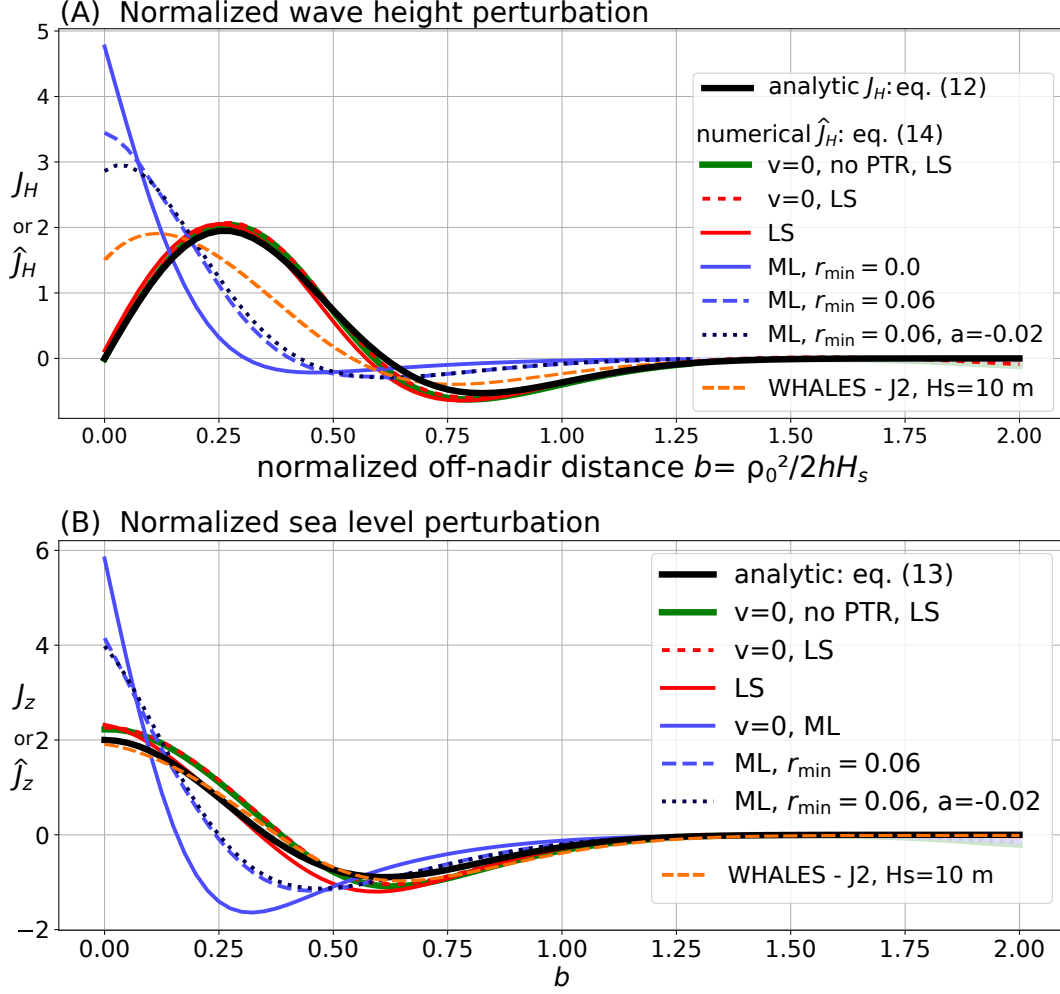 (A) Normalized wave height perturbation
5
4
3
2
1
0
J_H
or
Ĵ_H
analytic J_H: eq. (12)
numerical Ĵ_H: eq. (14)
v=0, no PTR, LS
v=0, LS
LS
ML, r_min = 0.0
ML, r_min = 0.06
ML, r_min = 0.06, a=-0.02
WHALES - J2, Hs=10 m
0.00 0.25 0.50 0.75 1.00 1.25 1.50 1.75 2.00
normalized off-nadir distance b= ρ₀²/2hH_s
(B) Normalized sea level perturbation
6
4
2
0
−2
J_z
or
Ĵ_z
analytic: eq. (13)
v=0, no PTR, LS
v=0, LS
LS
v=0, ML
ML, r_min = 0.06
ML, r_min = 0.06, a=-0.02
WHALES - J2, Hs=10 m
0.00 0.25 0.50 0.75 1.00 1.25 1.50 1.75 2.00
b